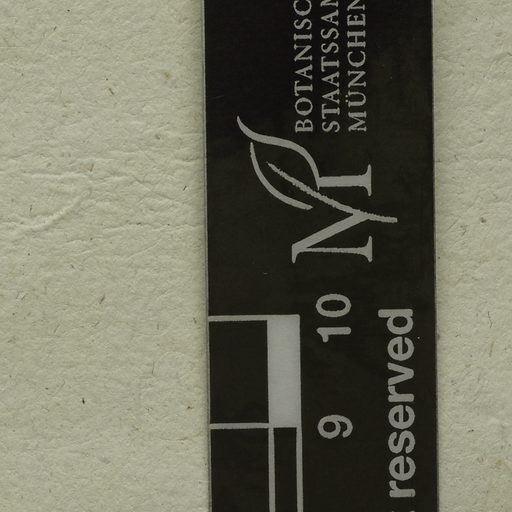 BOTANISC
STAATSSAM
MÜNCHEN
M
9 10
reserved